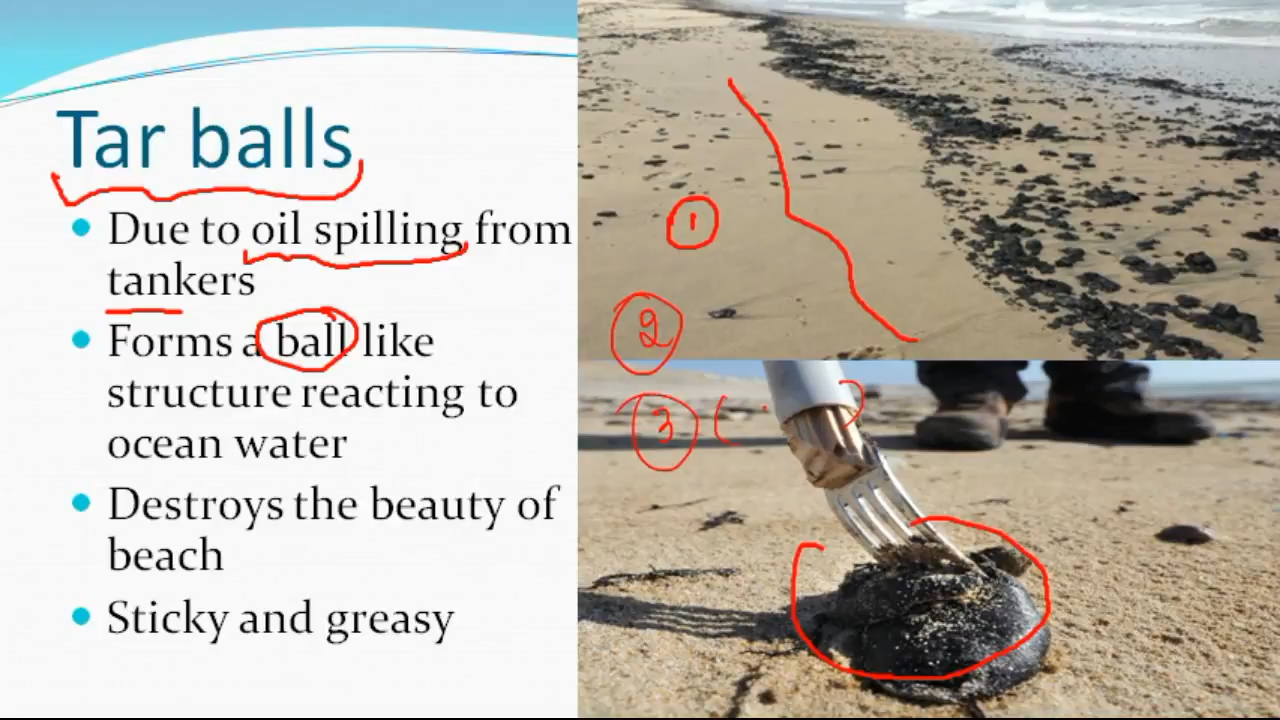 Tar balls
• Due to oil spilling from
tankers
• Forms a ball like
structure reacting to
ocean water
• Destroys the beauty of
beach
• Sticky and greasy
1
2
3